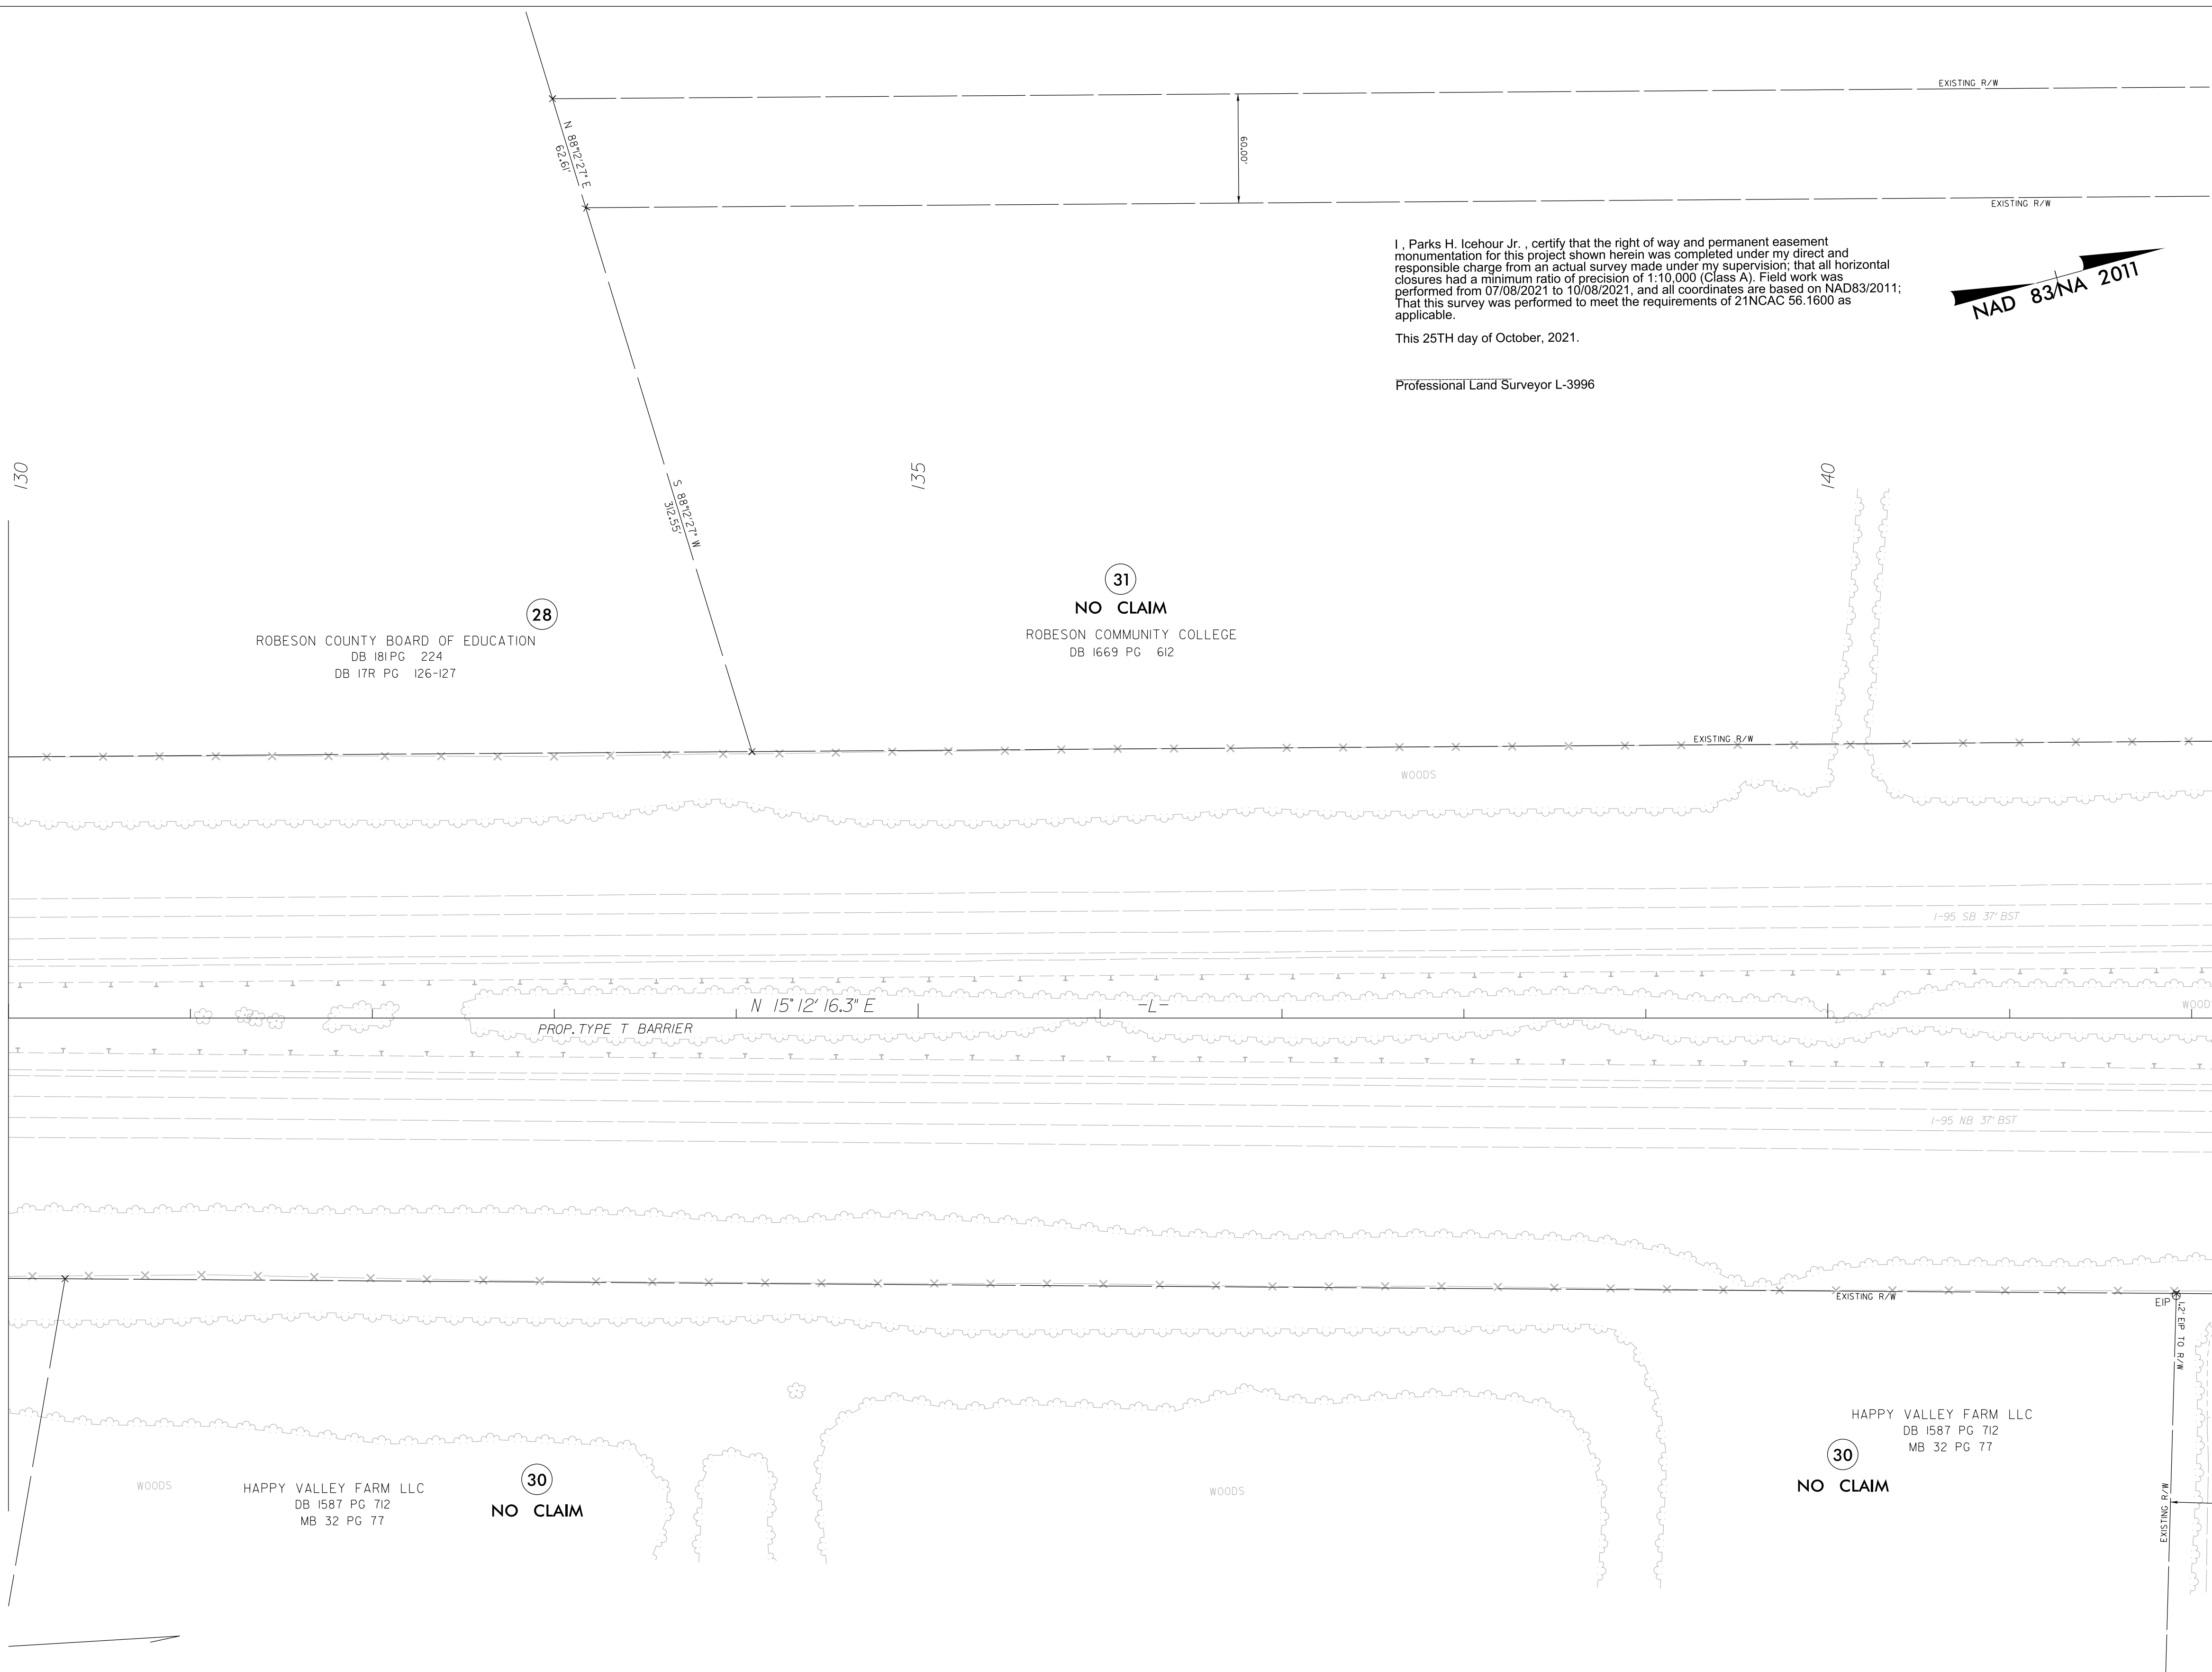 EXISTING R/W
N 88°12'27" E
62.61'
60.00'
EXISTING R/W
I , Parks H. Icehour Jr. , certify that the right of way and permanent easement
monumentation for this project shown herein was completed under my direct and
responsible charge from an actual survey made under my supervision; that all horizontal
closures had a minimum ratio of precision of 1:10,000 (Class A). Field work was
performed from 07/08/2021 to 10/08/2021, and all coordinates are based on NAD83/2011;
That this survey was performed to meet the requirements of 21NCAC 56.1600 as
applicable.
This 25TH day of October, 2021.
Professional Land Surveyor L-3996
NAD 83/NA 2011
130
135
140
S 88°12'27" W
312.55'
28
ROBESON COUNTY BOARD OF EDUCATION
DB 181 PG 224
DB 17R PG 126-127
31
NO CLAIM
ROBESON COMMUNITY COLLEGE
DB 1669 PG 612
EXISTING R/W
WOODS
I-95 SB 37' BST
N 15°12'16.3" E
-L-
WOODS
PROP. TYPE T BARRIER
I-95 NB 37' BST
EXISTING R/W
EIP
1.2' EIP TO R/W
HAPPY VALLEY FARM LLC
DB 1587 PG 712
MB 32 PG 77
30
NO CLAIM
WOODS
HAPPY VALLEY FARM LLC
DB 1587 PG 712
MB 32 PG 77
30
NO CLAIM
WOODS
EXISTING R/W